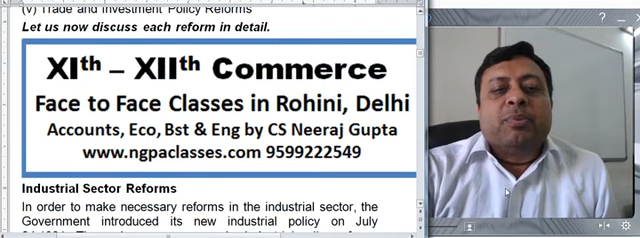 (v) Trade and Investment Policy Reforms
Let us now discuss each reform in detail.
XIth – XIIth Commerce
Face to Face Classes in Rohini, Delhi
Accounts, Eco, Bst & Eng by CS Neeraj Gupta
www.ngpaclasses.com 9599222549
Industrial Sector Reforms
In order to make necessary reforms in the industrial sector, the
Government introduced its new industrial policy on July